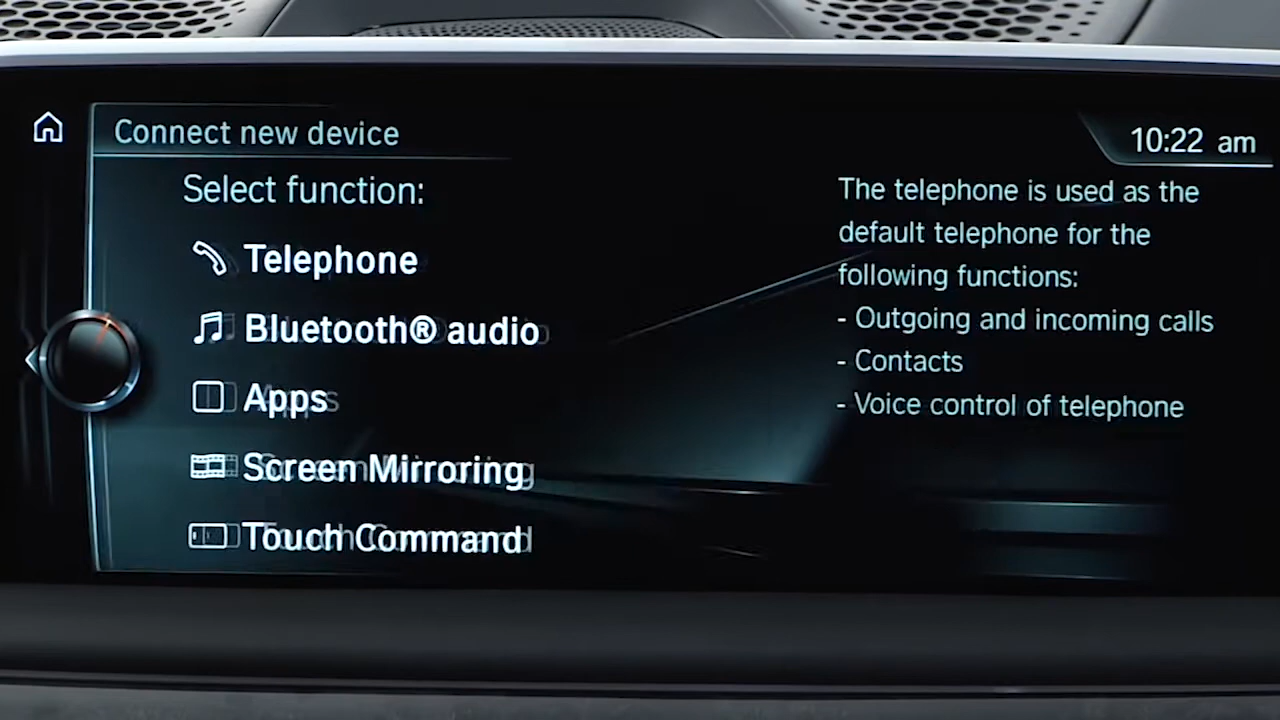 Connect new device
10:22 am
Select function:
Telephone
Bluetooth® audio
Apps
Screen Mirroring
Touch Command
The telephone is used as the
default telephone for the
following functions:
- Outgoing and incoming calls
- Contacts
- Voice control of telephone